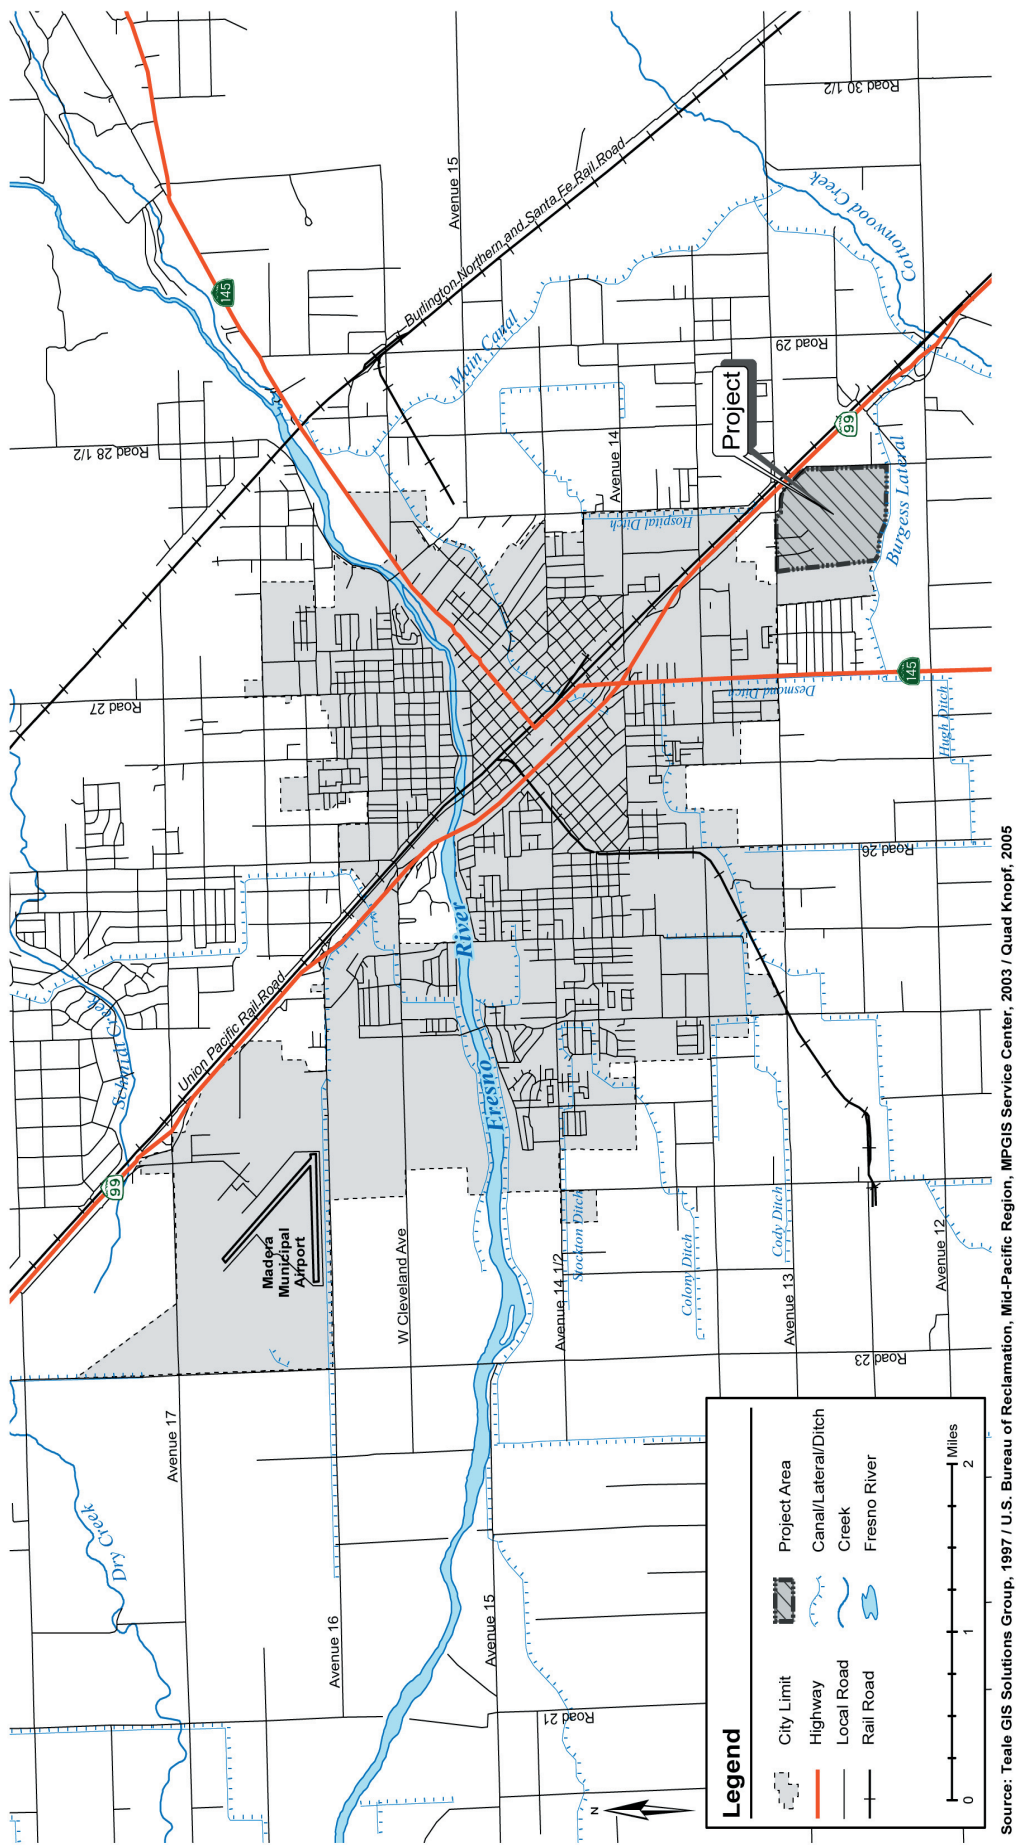 Dry Creek
Avenue 17
Avenue 16
Avenue 15
Road 21
Madera
Municipal
Airport
W Cleveland Ave
Avenue 14 1/2
Stockton Ditch
Colony Ditch
Cody Ditch
Avenue 13
Avenue 12
Road 23
99
Schmidt Creek
Union Pacific Rail Road
Fresno
River
Road 26
Road 27
Hugh Ditch
Desmond Ditch
145
Road 28 1/2
145
Burlington Northern and Santa Fe Rail Road
Avenue 15
Main Canal
Avenue 14
Hospital Ditch
Project
Road 29
99
Burgess Lateral
Cottonwood Creek
Road 30 1/2
N
Legend
City Limit
Highway
Local Road
Rail Road
Project Area
Canal/Lateral/Ditch
Creek
Fresno River
0
1
2
Miles
Source: Teale GIS Solutions Group, 1997 / U.S. Bureau of Reclamation, Mid-Pacific Region, MPGIS Service Center, 2003 / Quad Knopf, 2005